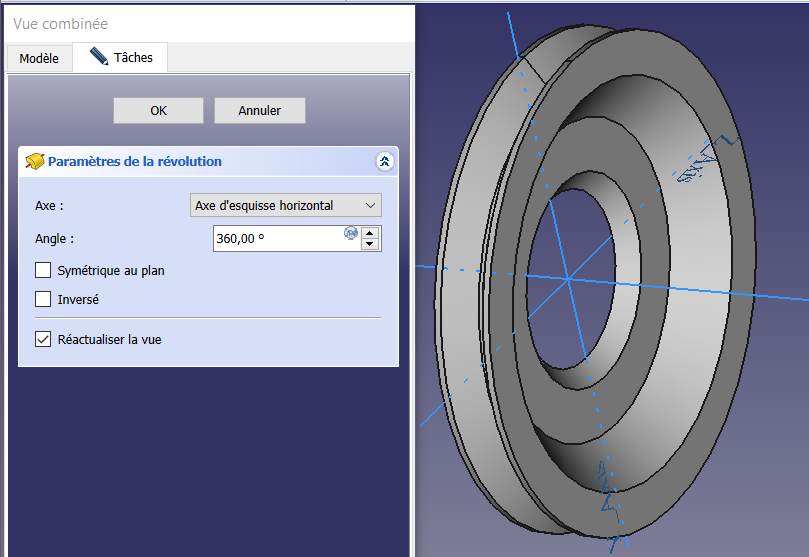 Vue combinée
Modèle
Tâches
OK
Annuler
Paramètres de la révolution
Axe :
Axe d'esquisse horizontal
Angle :
360,00 º
Symétrique au plan
Inversé
Réactualiser la vue